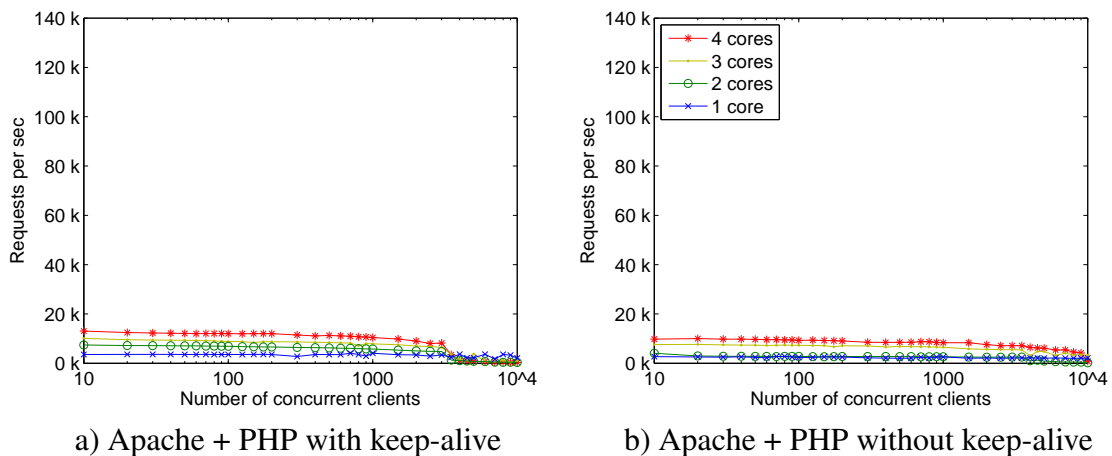 140 k
120 k
100 k
80 k
60 k
40 k
20 k
0 k
Requests per sec
10 100 1000 10^4
Number of concurrent clients
a) Apache + PHP with keep-alive
140 k
120 k
100 k
80 k
60 k
40 k
20 k
0 k
Requests per sec
4 cores
3 cores
2 cores
1 core
10 100 1000 10^4
Number of concurrent clients
b) Apache + PHP without keep-alive